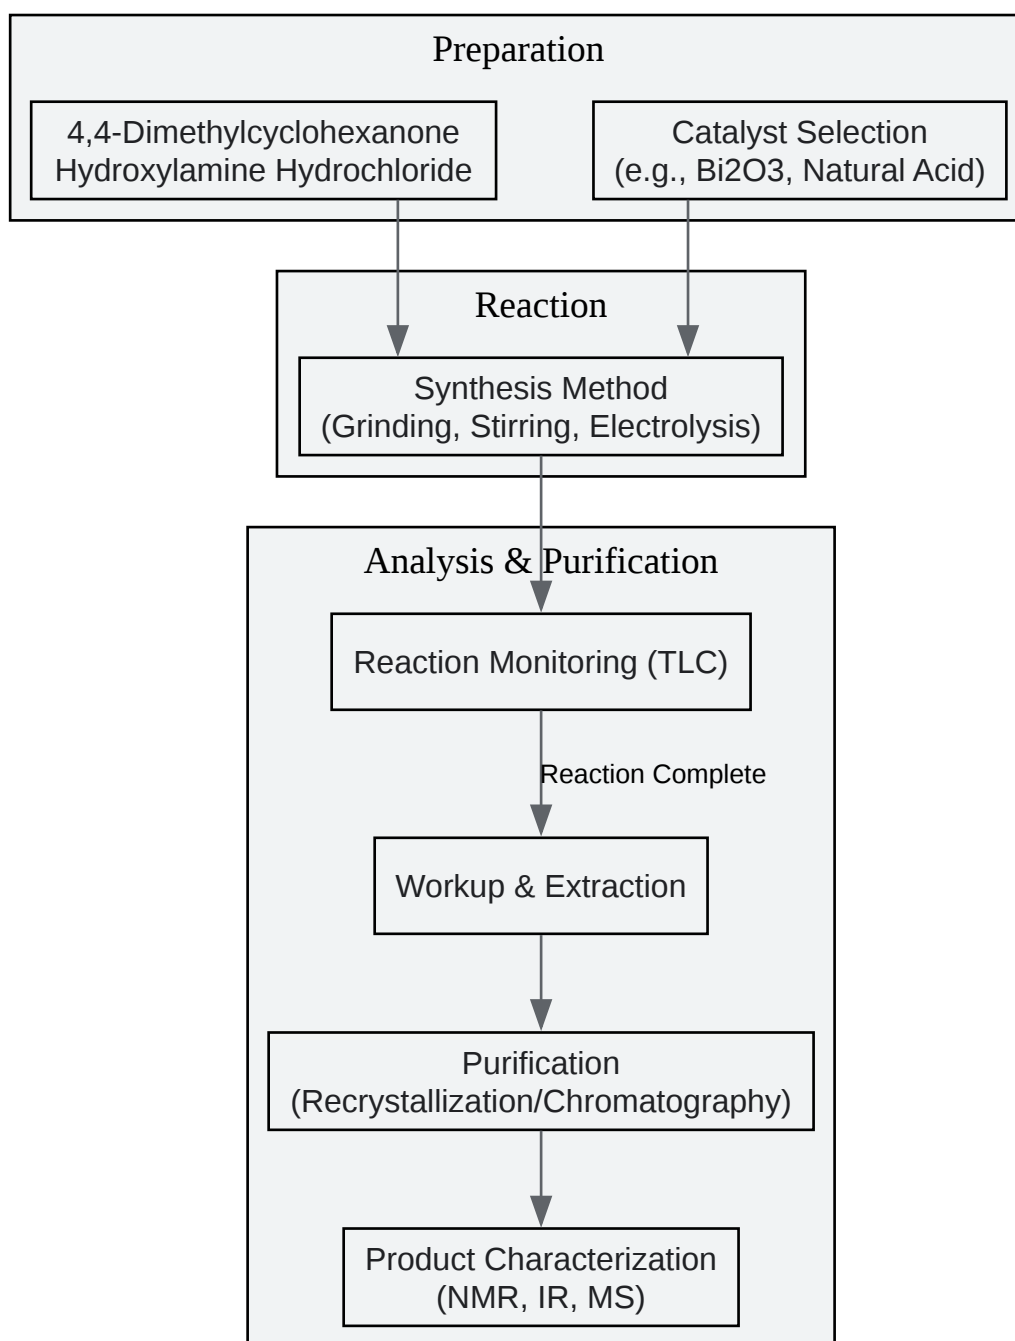 Preparation
4,4-Dimethylcyclohexanone
Hydroxylamine Hydrochloride
Catalyst Selection
(e.g., Bi2O3, Natural Acid)
Reaction
Synthesis Method
(Grinding, Stirring, Electrolysis)
Analysis & Purification
Reaction Monitoring (TLC)
Reaction Complete
Workup & Extraction
Purification
(Recrystallization/Chromatography)
Product Characterization
(NMR, IR, MS)